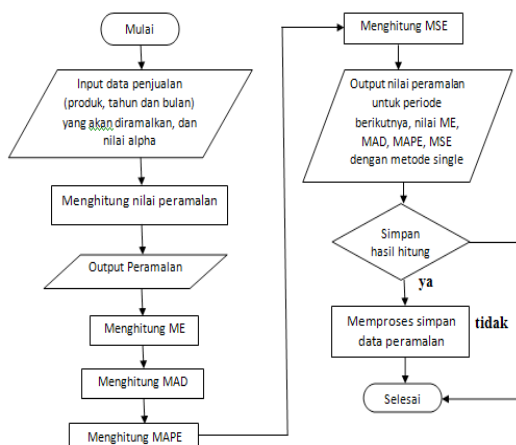 Mulai
Input data penjualan
(produk, tahun dan bulan)
yang akan diramalkan, dan
nilai alpha
Menghitung nilai peramalan
Output Peramalan
Menghitung ME
Menghitung MAD
Menghitung MAPE
Menghitung MSE
Output nilai peramalan
untuk periode
berikutnya, nilai ME,
MAD, MAPE, MSE
dengan metode single
Simpan
hasil hitung
ya
tidak
Memproses simpan
data peramalan
Selesai